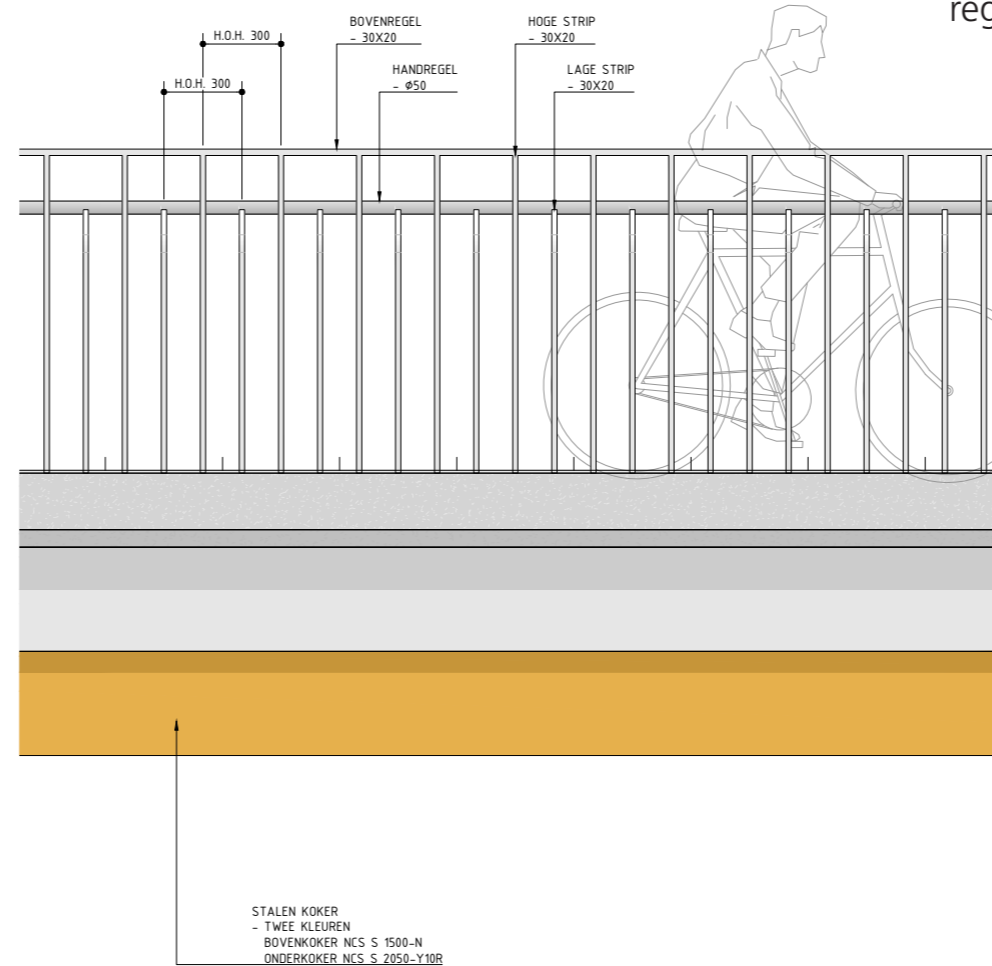 reg
BOVENREGEL
- 30X20
HOGE STRIP
- 30X20
H.O.H. 300
HANDREGEL
- Ø50
LAGE STRIP
- 30X20
H.O.H. 300
STALEN KOKER
- TWEE KLEUREN
BOVENKOKER NCS S 1500-N
ONDERKOKER NCS S 2050-Y10R